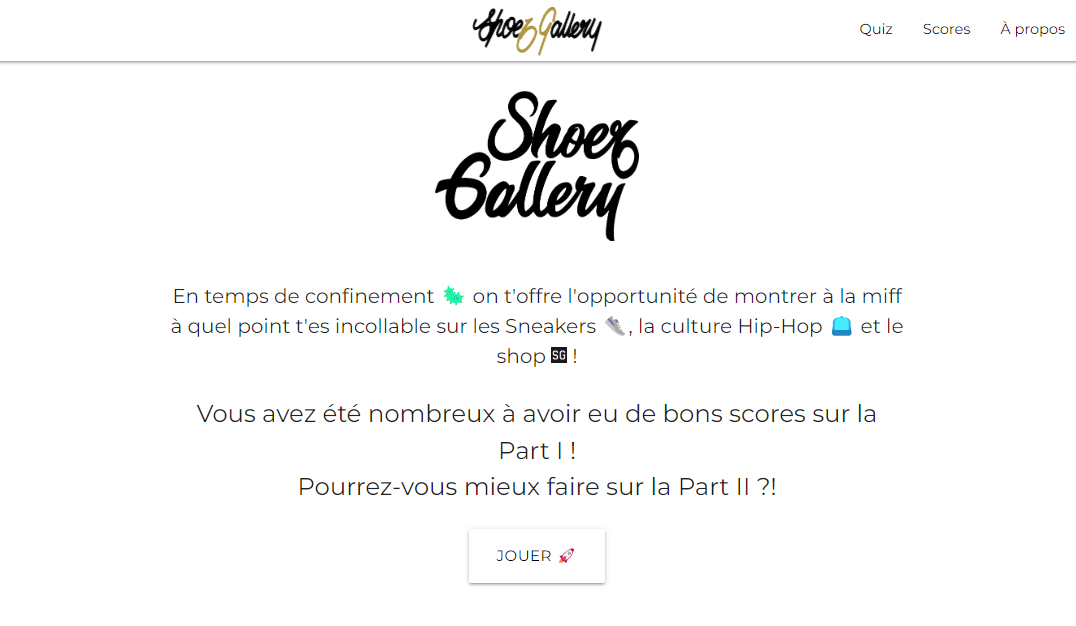 Shoez Gallery
Quiz
Scores
À propos
Shoez
Gallery
En temps de confinement on t'offre l'opportunité de montrer à la miff
à quel point t'es incollable sur les Sneakers , la culture Hip-Hop et le
shop SG !
Vous avez été nombreux à avoir eu de bons scores sur la
Part I !
Pourrez-vous mieux faire sur la Part II ?!
JOUER